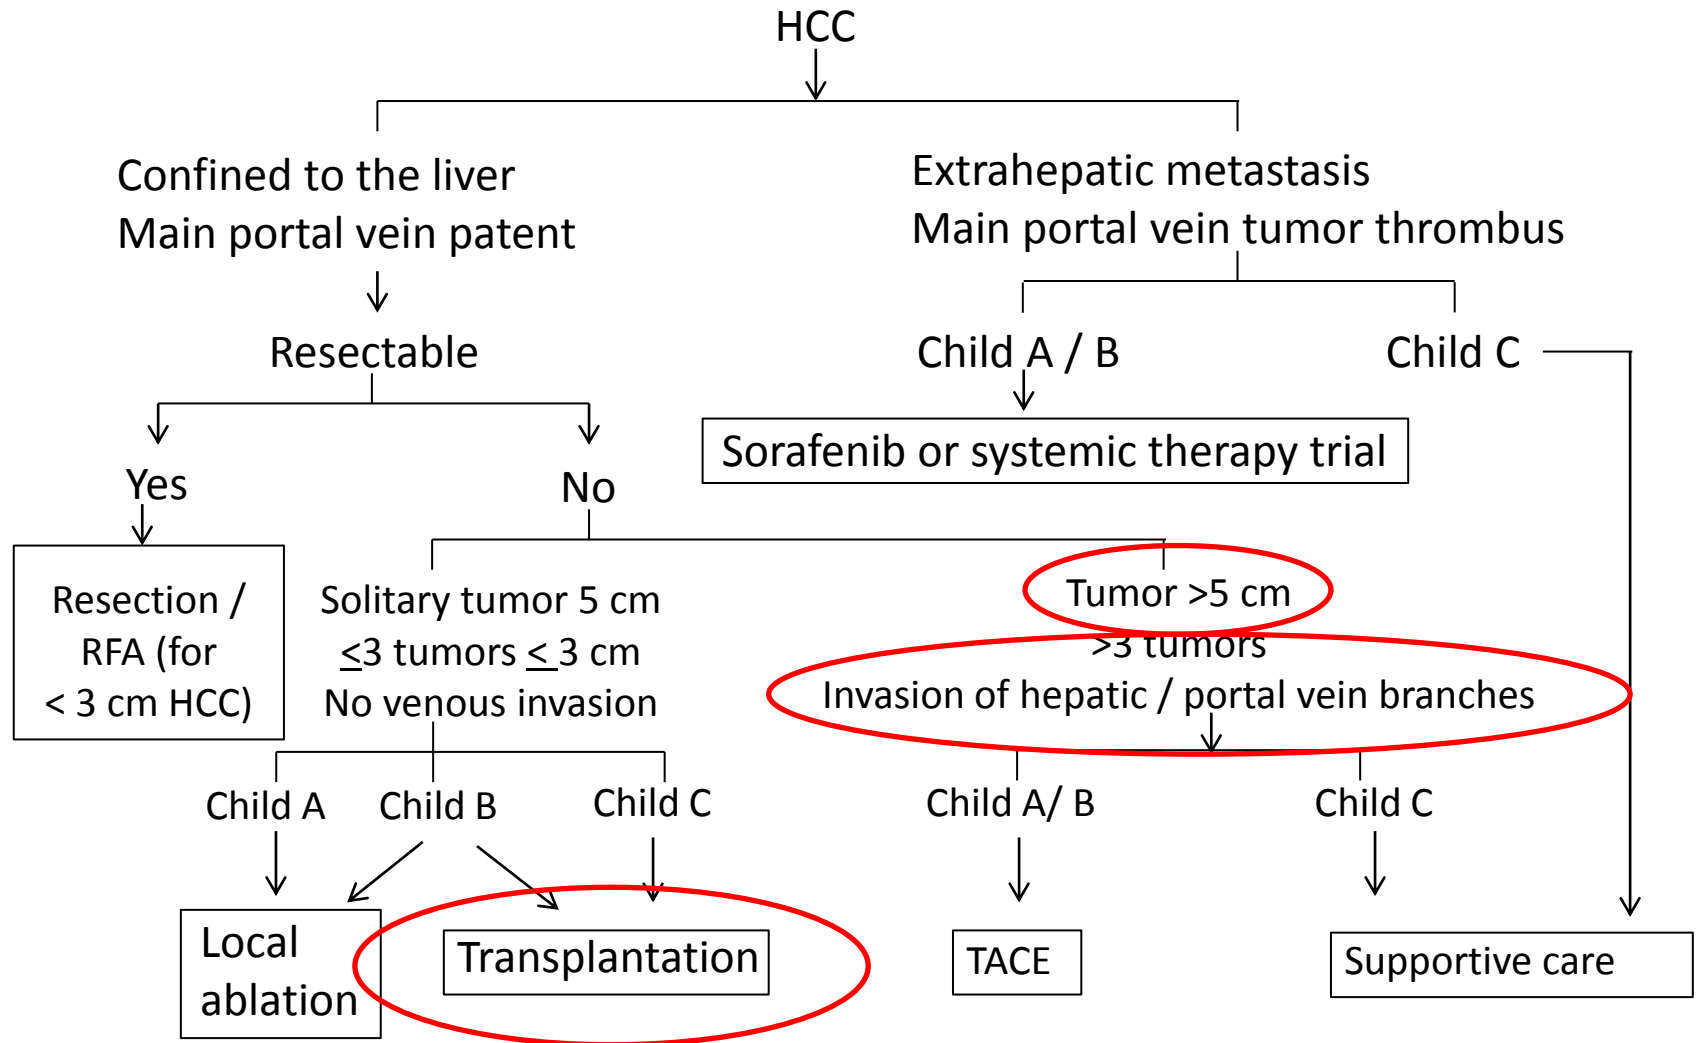 HCC
Confined to the liver
Main portal vein patent
Extrahepatic metastasis
Main portal vein tumor thrombus
Resectable
Child A / B
Child C
Sorafenib or systemic therapy trial
Yes
No
Resection /
RFA (for
< 3 cm HCC)
Solitary tumor 5 cm
≤3 tumors ≤ 3 cm
No venous invasion
Tumor >5 cm
>3 tumors
Invasion of hepatic / portal vein branches
Child A
Child B
Child C
Child A/ B
Child C
Local
ablation
Transplantation
TACE
Supportive care